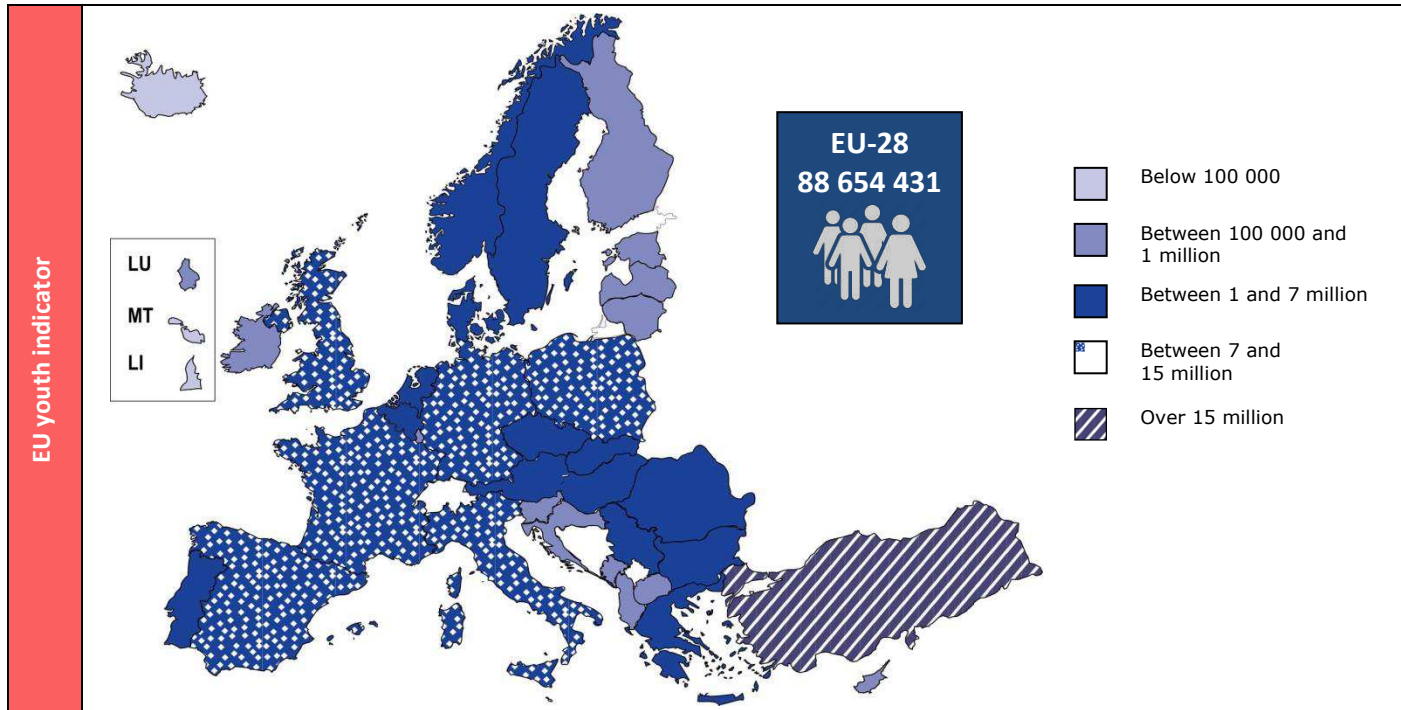 EU youth indicator
EU-28
88 654 431
LU
MT
LI
Below 100 000
Between 100 000 and
1 million
Between 1 and 7 million
Between 7 and
15 million
Over 15 million